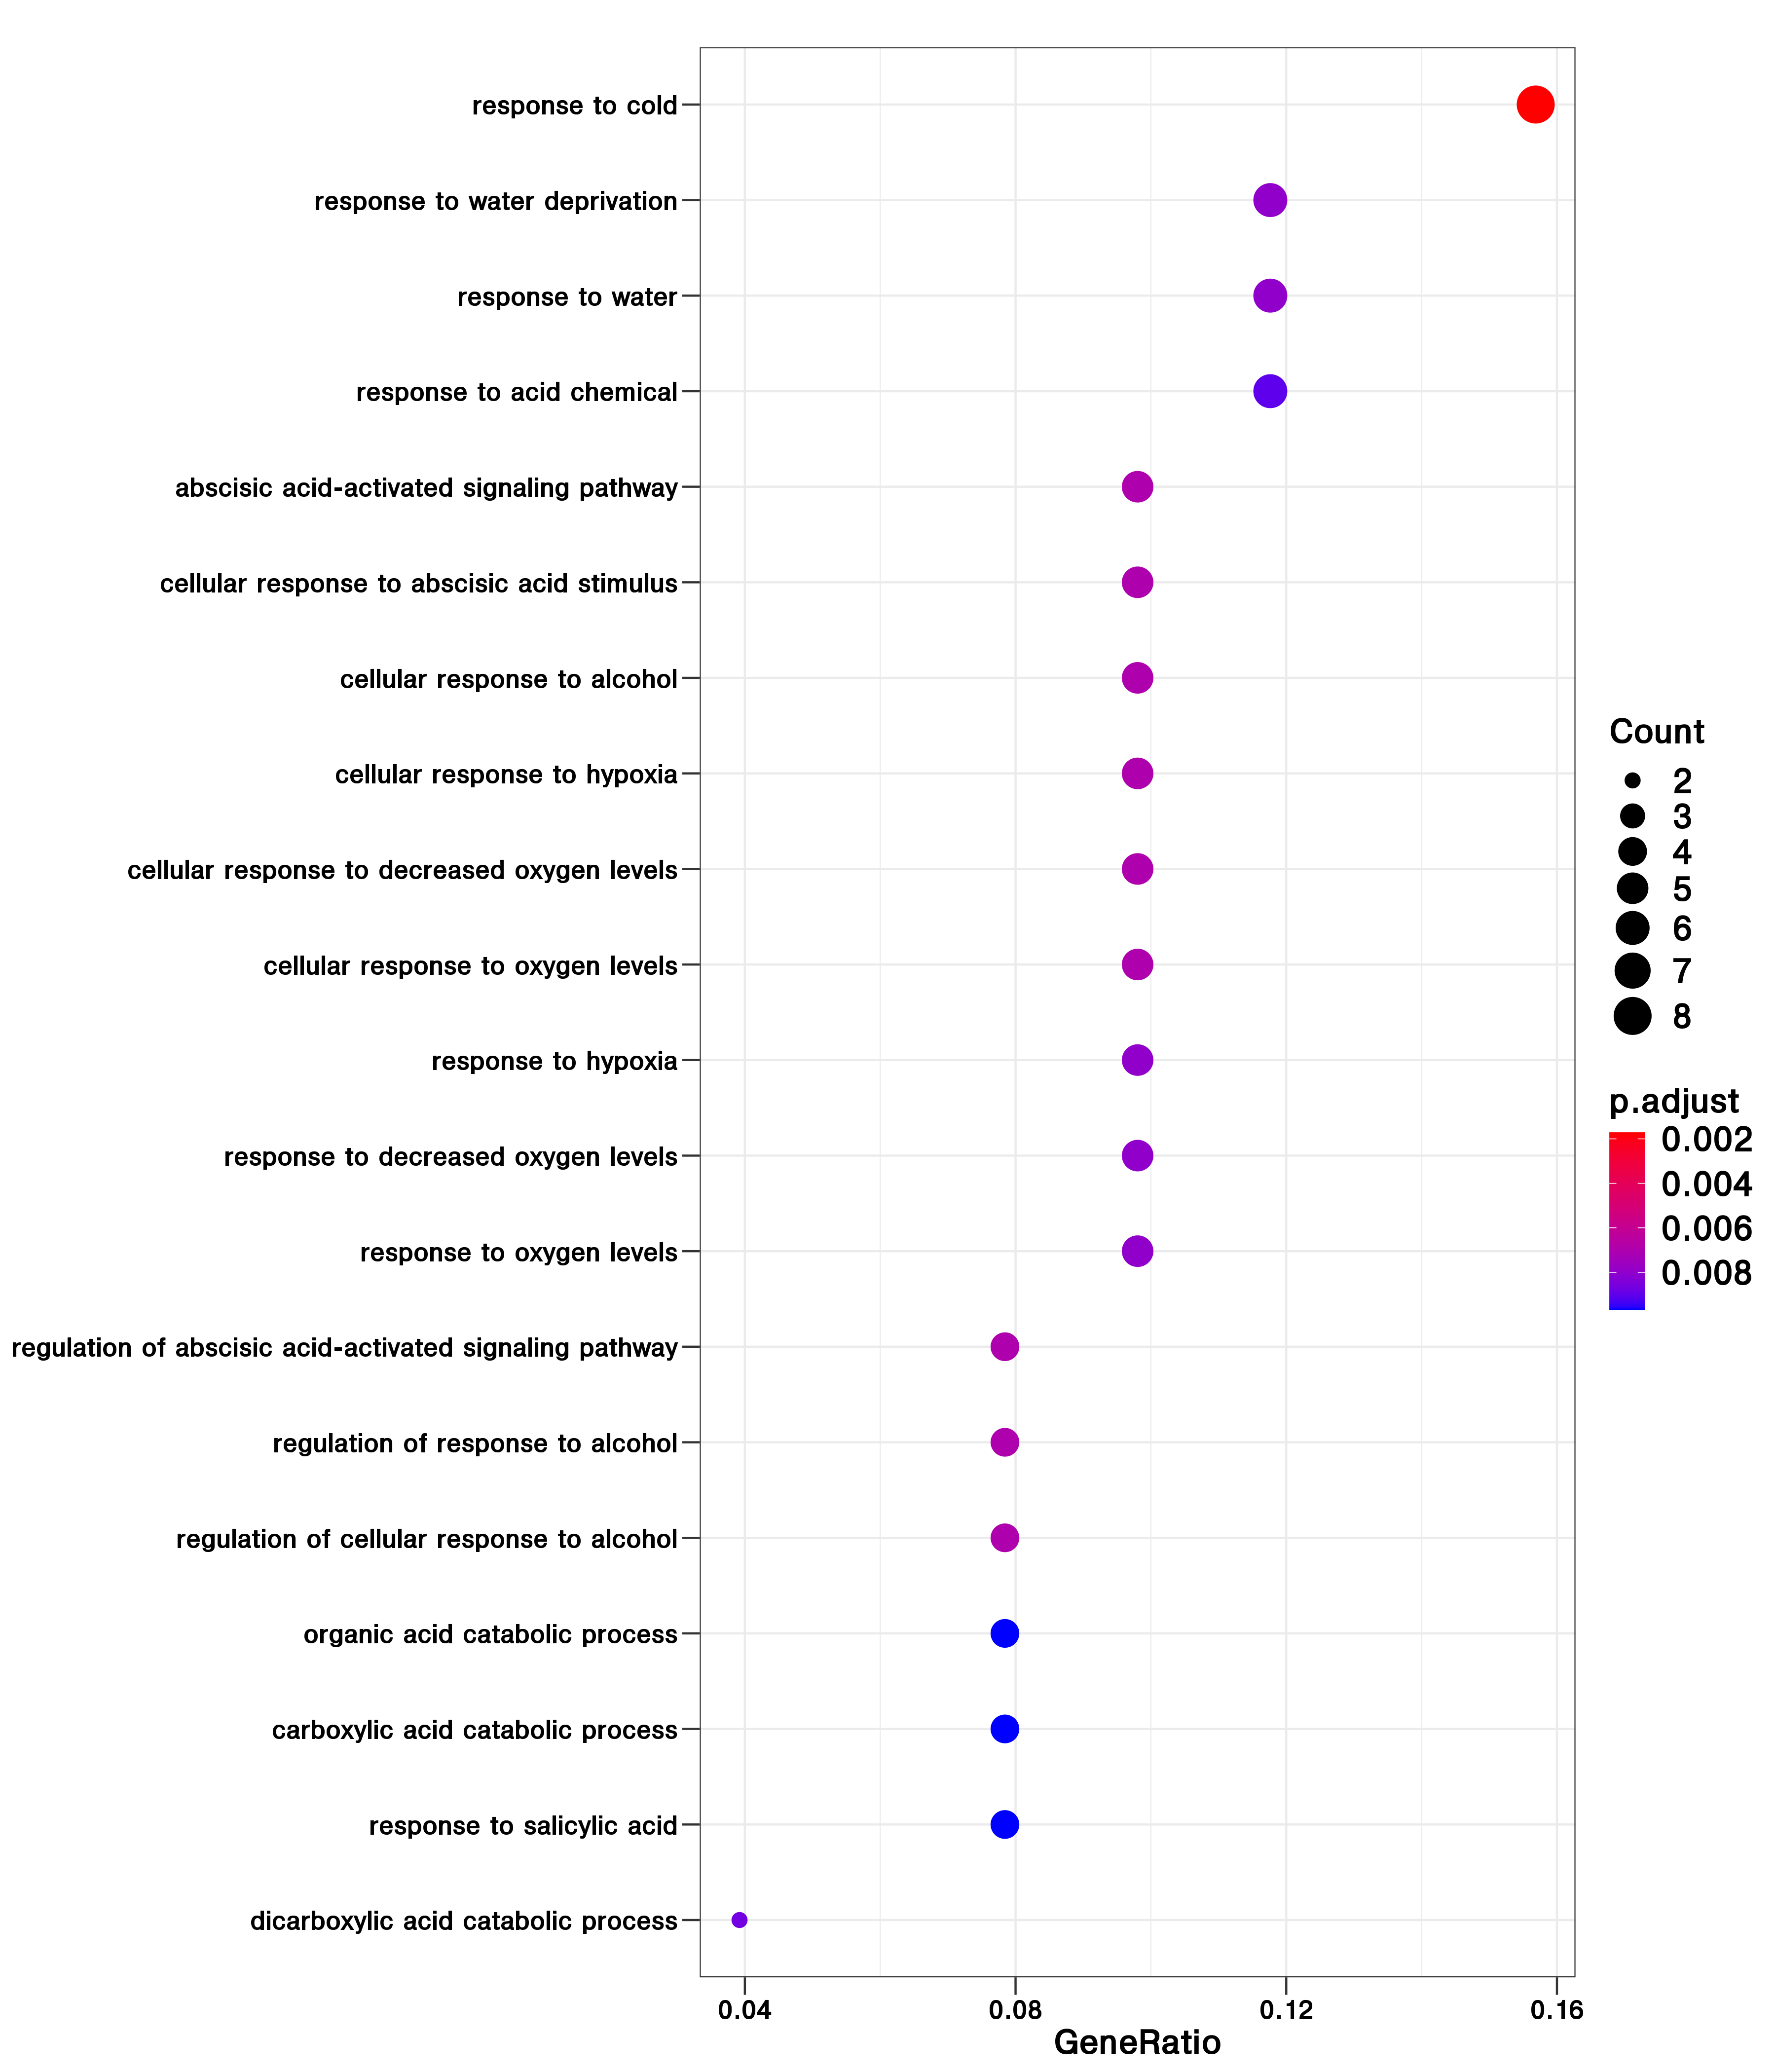 response to cold
response to water deprivation
response to water
response to acid chemical
abscisic acid-activated signaling pathway
cellular response to abscisic acid stimulus
cellular response to alcohol
cellular response to hypoxia
cellular response to decreased oxygen levels
cellular response to oxygen levels
response to hypoxia
response to decreased oxygen levels
response to oxygen levels
regulation of abscisic acid-activated signaling pathway
regulation of response to alcohol
regulation of cellular response to alcohol
organic acid catabolic process
carboxylic acid catabolic process
response to salicylic acid
dicarboxylic acid catabolic process
0.04 0.08 0.12 0.16
GeneRatio
Count
2
3
4
5
6
7
8
p.adjust
0.002
0.004
0.006
0.008